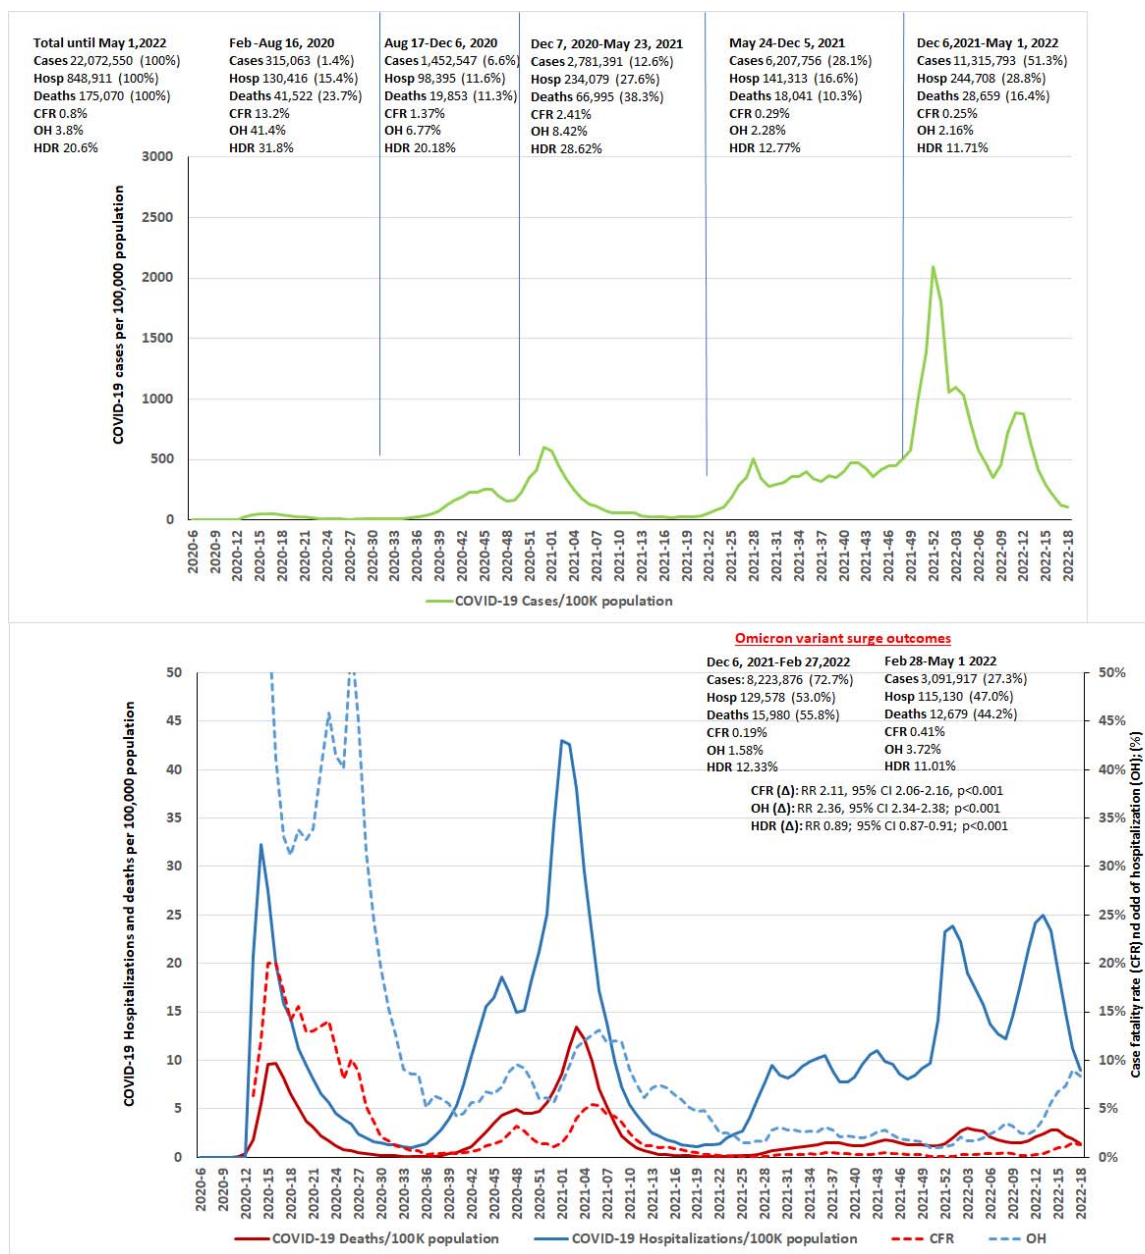 Total until May 1,2022
Cases 22,072,550 (100%)
Hosp 848,911 (100%)
Deaths 175,070 (100%)
CFR 0.8%
OH 3.8%
HDR 20.6%
Feb-Aug 16, 2020
Cases 315,063 (1.4%)
Hosp 130,416 (15.4%)
Deaths 41,522 (23.7%)
CFR 13.2%
OH 41.4%
HDR 31.8%
Aug 17-Dec 6, 2020
Cases 1,452,547 (6.6%)
Hosp 98,395 (11.6%)
Deaths 19,853 (11.3%)
CFR 1.37%
OH 6.77%
HDR 20.18%
Dec 7, 2020-May 23, 2021
Cases 2,781,391 (12.6%)
Hosp 234,079 (27.6%)
Deaths 66,995 (38.3%)
CFR 2.41%
OH 8.42%
HDR 28.62%
May 24-Dec 5, 2021
Cases 6,207,756 (28.1%)
Hosp 141,313 (16.6%)
Deaths 18,041 (10.3%)
CFR 0.29%
OH 2.28%
HDR 12.77%
Dec 6,2021-May 1, 2022
Cases 11,315,793 (51.3%)
Hosp 244,708 (28.8%)
Deaths 28,659 (16.4%)
CFR 0.25%
OH 2.16%
HDR 11.71%
COVID-19 cases per 100,000 population
3000
2500
2000
1500
1000
500
0
2020-6
2020-9
2020-12
2020-15
2020-18
2020-21
2020-24
2020-27
2020-30
2020-33
2020-36
2020-39
2020-42
2020-45
2020-48
2020-51
2021-01
2021-04
2021-07
2021-10
2021-13
2021-16
2021-19
2021-22
2021-25
2021-28
2021-31
2021-34
2021-37
2021-40
2021-43
2021-46
2021-49
2021-52
2022-03
2022-06
2022-09
2022-12
2022-15
2022-18
COVID-19 Cases/100K population
Omicron variant surge outcomes
Dec 6, 2021-Feb 27,2022
Cases: 8,223,876 (72.7%)
Hosp 129,578 (53.0%)
Deaths 15,980 (55.8%)
CFR 0.19%
OH 1.58%
HDR 12.33%
Feb 28-May 1 2022
Cases 3,091,917 (27.3%)
Hosp 115,130 (47.0%)
Deaths 12,679 (44.2%)
CFR 0.41%
OH 3.72%
HDR 11.01%
CFR (Δ): RR 2.11, 95% CI 2.06-2.16, p<0.001
OH (Δ): RR 2.36, 95% CI 2.34-2.38; p<0.001
HDR (Δ): RR 0.89; 95% CI 0.87-0.91; p<0.001
COVID-19 Hospitalizations and deaths per 100,000 population
50
45
40
35
30
25
20
15
10
5
0
50%
45%
40%
35%
30%
25%
20%
15%
10%
5%
0%
Case fatality rate (CFR) nd odd of hospitalization (OH); (%)
2020-6
2020-9
2020-12
2020-15
2020-18
2020-21
2020-24
2020-27
2020-30
2020-33
2020-36
2020-39
2020-42
2020-45
2020-48
2020-51
2021-01
2021-04
2021-07
2021-10
2021-13
2021-16
2021-19
2021-22
2021-25
2021-28
2021-31
2021-34
2021-37
2021-40
2021-43
2021-46
2021-49
2021-52
2022-03
2022-06
2022-09
2022-12
2022-15
2022-18
COVID-19 Deaths/100K population
COVID-19 Hospitalizations/100K population
CFR
OH